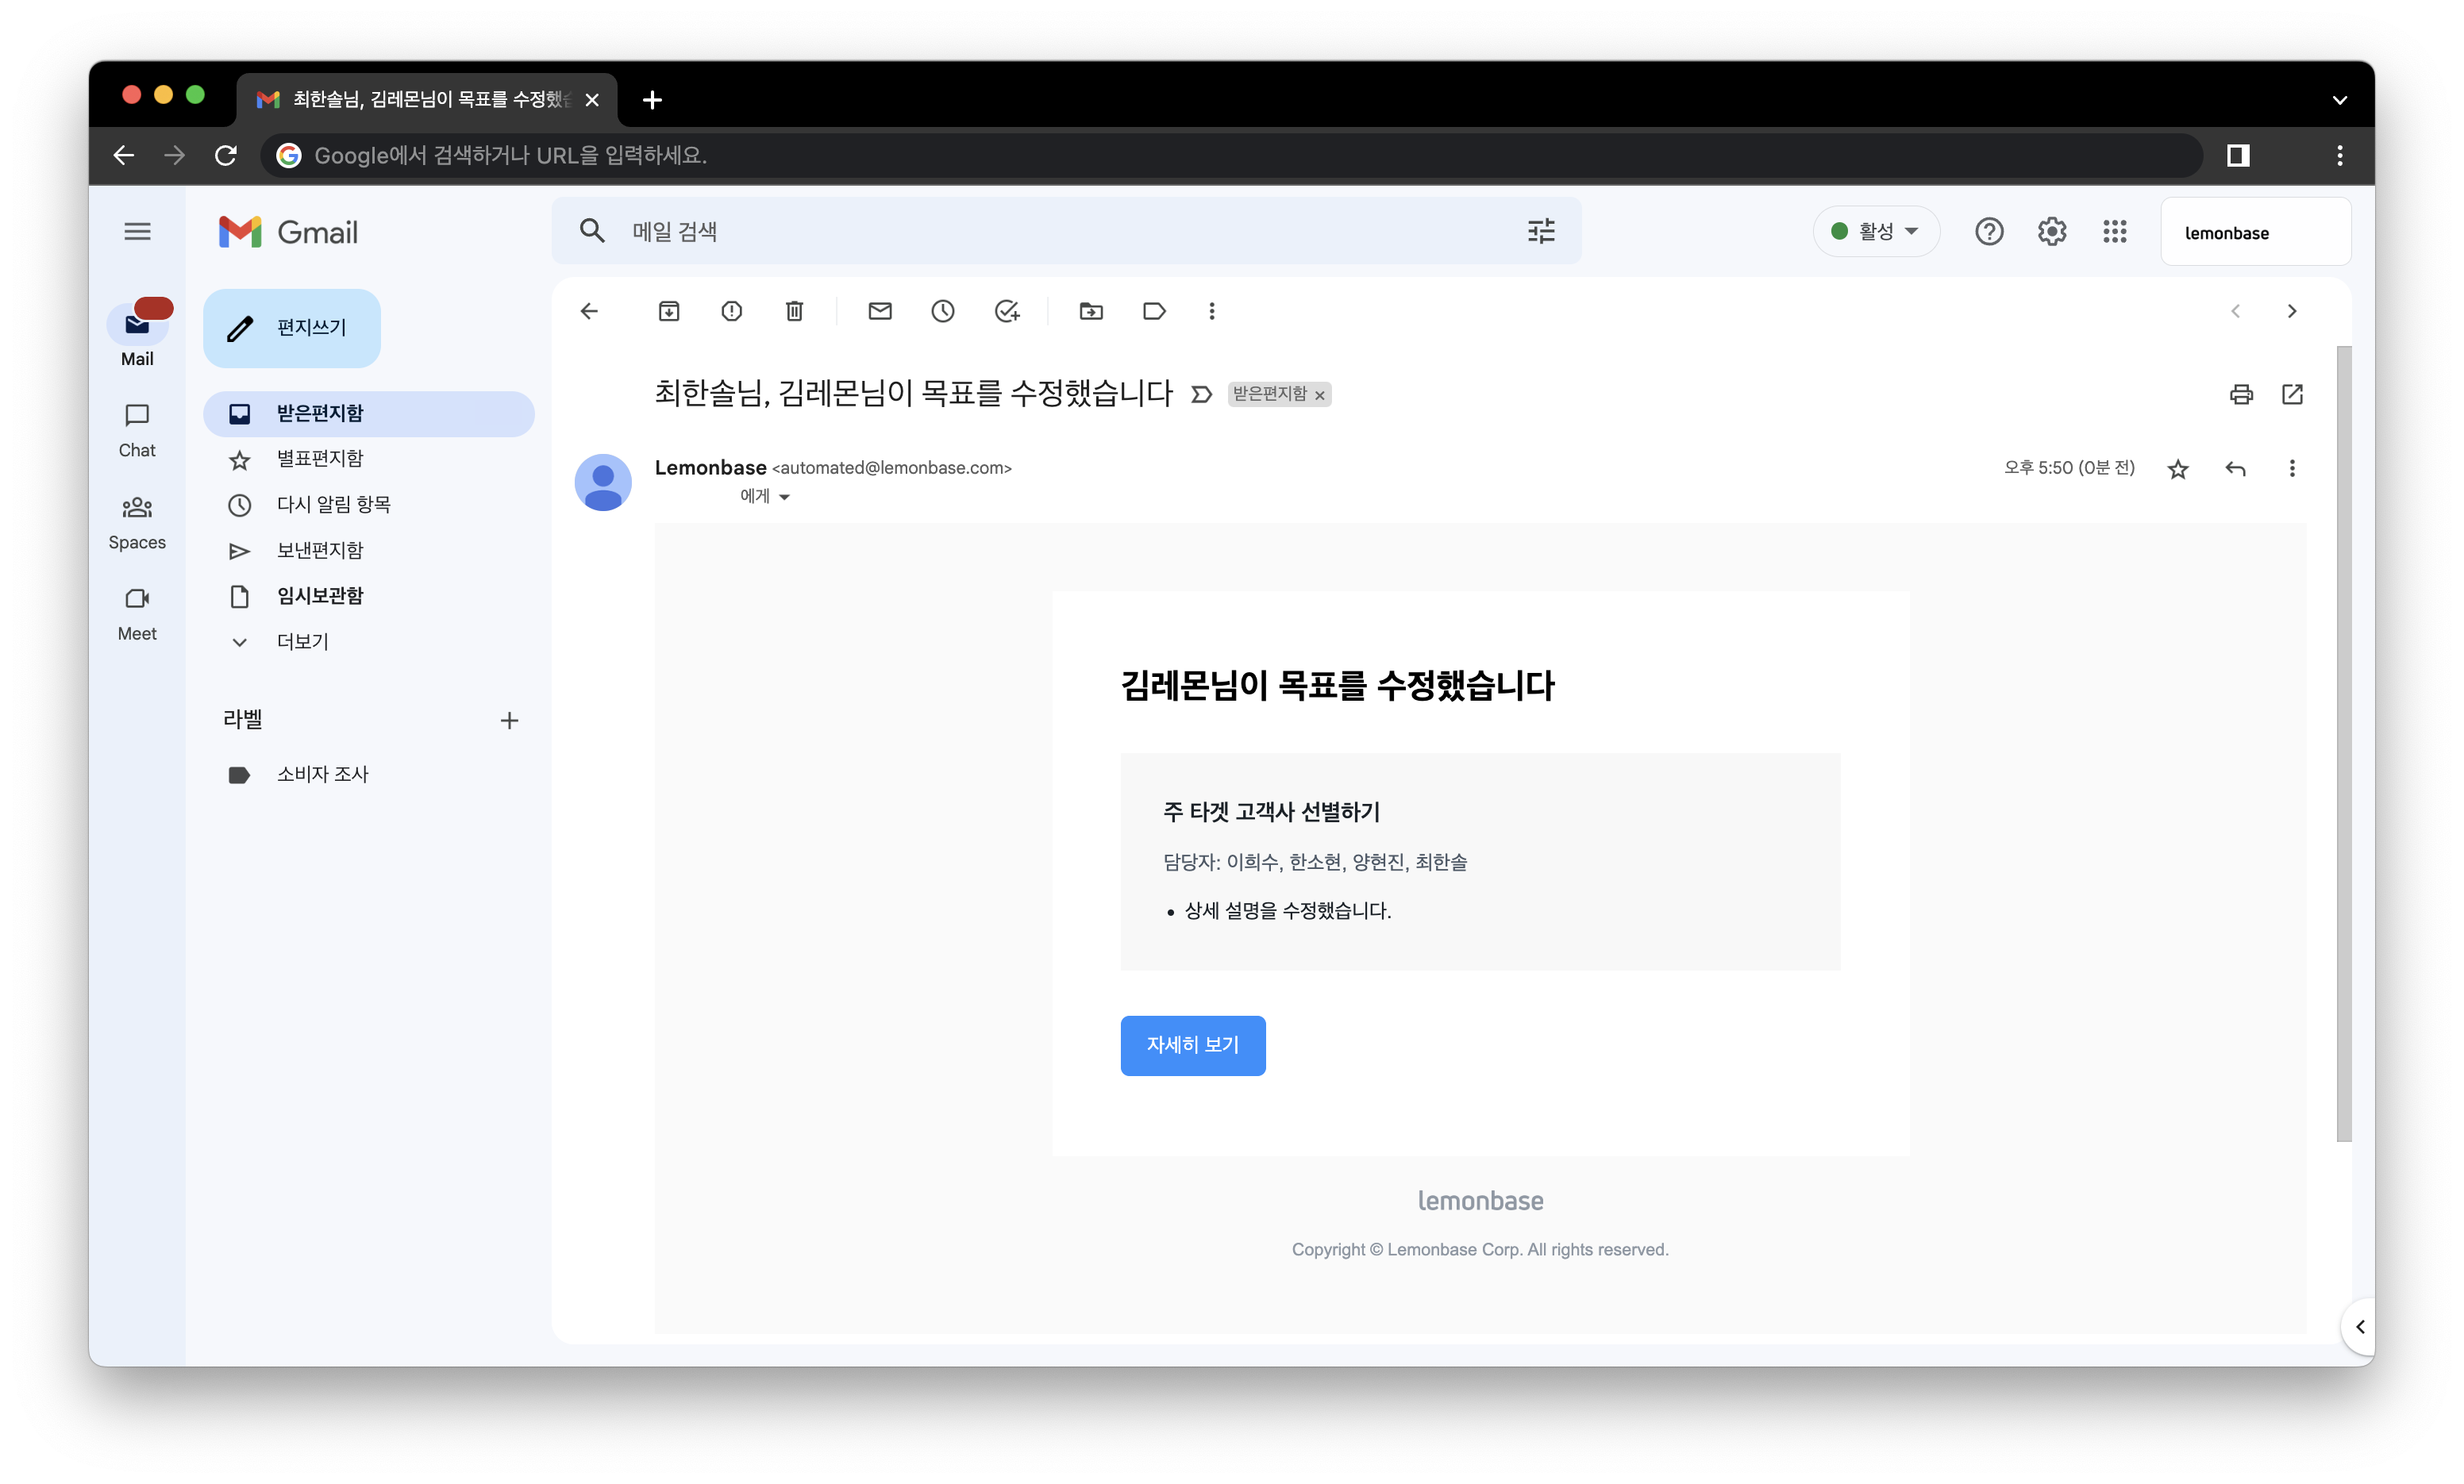 최한솔님, 김레몬님이 목표를 수정했
Google에서 검색하거나 URL을 입력하세요.
Gmail
메일 검색
활성
lemonbase
Mail
Chat
Spaces
Meet
편지쓰기
받은편지함
별표편지함
다시 알림 항목
보낸편지함
임시보관함
더보기
라벨
소비자 조사
최한솔님, 김레몬님이 목표를 수정했습니다
받은편지함 ×
Lemonbase <automated@lemonbase.com>
오후 5:50 (0분 전)
에게
김레몬님이 목표를 수정했습니다
주 타겟 고객사 선별하기
담당자: 이희수, 한소현, 양현진, 최한솔
• 상세 설명을 수정했습니다.
자세히 보기
lemonbase
Copyright © Lemonbase Corp. All rights reserved.